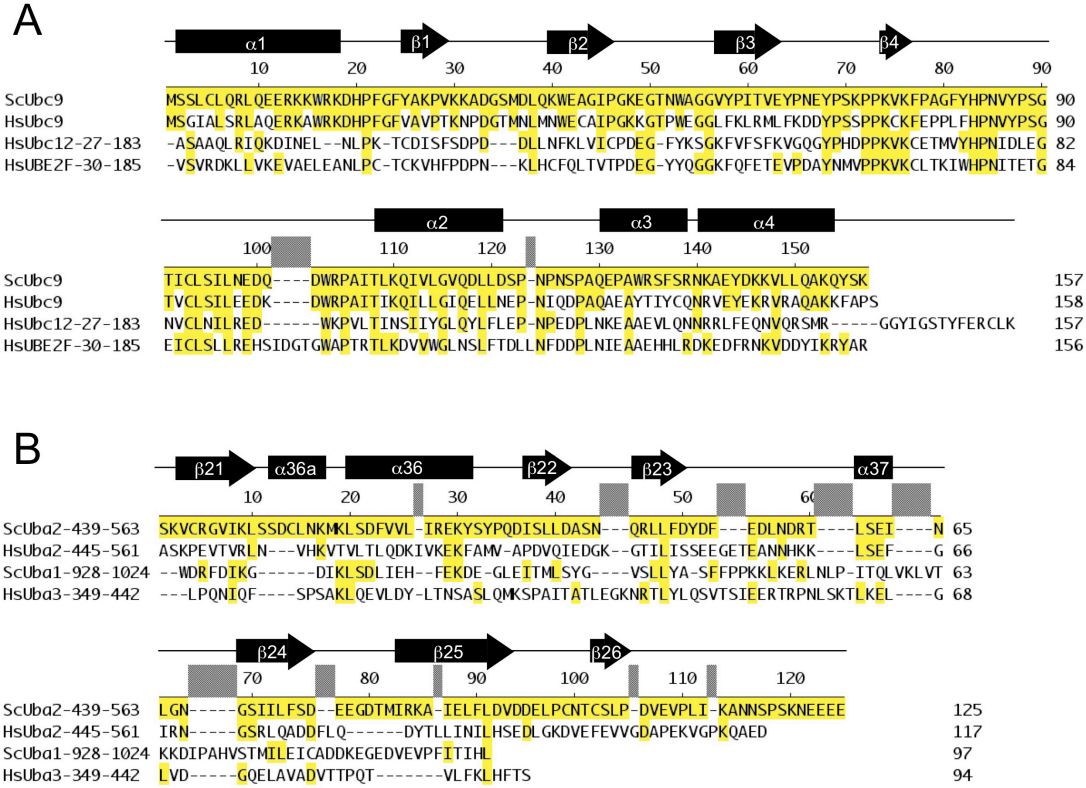 A
α1 β1 β2 β3 β4
10 20 30 40 50 60 70 80 90
ScUbc9 MSSLCLQRLQEERKKWRKDHPFGFYAKPVKKADGSMDLQKWEAGIPGKEGTNWAGGVYPITVEYPNEYPSKPPKVKFPAGFYHPNVYPSG 90
HsUbc9 MSGIALSRLAQERKAWRKDHPFGFVAVPTKNPDGTMNLMNWECAIPGKKGTPWEGGLFKLRMLFKDDYPSSPPKCKFEPPLFHPNVYPSG 90
HsUbc12-27-183 -ASAAQLRIQKDINEL--NLPK-TCDISFSDPD--DLLNFKLVICPDEG-FYKSGKFVFSFKVGQGYPHDPPKVKCETMVYHPNIDLEG 82
HsUBE2F-30-185 -VSVRDKLLVKEVAELEANLPC-TCKVHFPDPN---KLHCFQLTVTPDEG-YYQGGKFQFETEVPDAYNMVPPKVKCLTKIWHPNITETG 84
α2 α3 α4
100 110 120 130 140 150
ScUbc9 TICLSILNEDQ----DWRPAITLKQIVLGVQDLLDSP-NPNSPAQEPAWRSFSRNKAEYDKKVLLQAKQYSK 157
HsUbc9 TVCLSILEEDK----DWRPAITIKQILLGIQELLNEP-NIQDPAQAEAYTIYCQNRVEYEKRVRAQAKKFAPS 158
HsUbc12-27-183 NVCLNILRED------WKPVLTINSIIYGLQYLFLEP-NPEDPLNKEAAEVLQNNRRLFEQNVQRSMR-----GGYIGSTYFERCLK 157
HsUBE2F-30-185 EICLSLLREHSIDGTGWAPTRTLKDVVWGLNSLFTDLLNFDDPLNIEAAEHHLRDKEDFRNKVDDYIKRYAR 156
B
β21 α36a α36 β22 β23 α37
10 20 30 40 50 60
ScUba2-439-563 SKVCRGVIKLSSDCLNKMKLSDFVVL-IREKYSYPQDISLLDASN---QRLLFDYDF---EDLNDRT----LSEI----N 65
HsUba2-445-561 ASKPEVTVRLN---VHKVTVLTLQDKIVKEKFAMV-APDVQIEDGK--GTILISSEEGETEANNHKK----LSEF----G 66
ScUba1-928-1024 --WDRFDIKG-----DIKLSDLIEH-FEKDE-GLEITMLSYG---VSLLYA-SFFPPKKLKERLNLP-ITQLVKLVT 63
HsUba3-349-442 ---LPQNIQF----SPSAKLQEVLDY-LTNSASLQMKSPAITATLEGKNRTLYLQSVTSIEERTRPNLSKTLKEL----G 68
β24 β25 β26
70 80 90 100 110 120
ScUba2-439-563 LGN-----GSIILFSD--EEGDTMIRKA-IELFLDVDDELPCNTCSLP-DVEVPLI-KANNSPSKNEEEE 125
HsUba2-445-561 IRN-----GSRLQADDFLQ-----DYTLLINILHSEDLGKDVEFEVVGDAPEKVGPKQAED 117
ScUba1-928-1024 KKDIPAHVSTMILEICADDKEGEDVEVPFITIHL 97
HsUba3-349-442 LVD-----GQELAVADVTTPQT------VLFKLHFTS 94